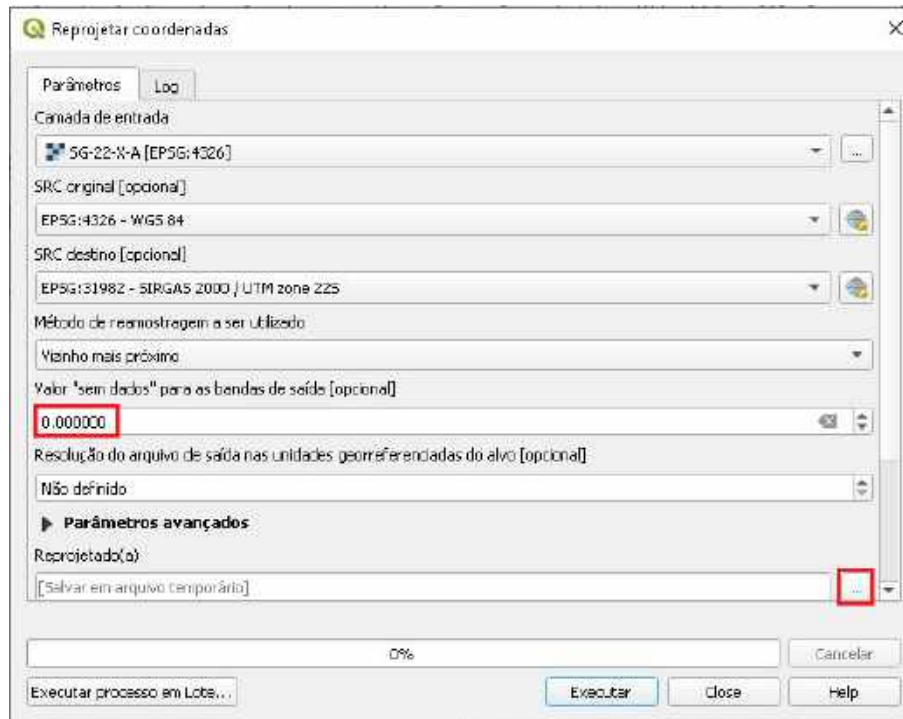 Reprojetar coordenadas
Parâmetros
Log
Camada de entrada
SG-22-X-A [EPSG:4326]
...
SRC original [opcional]
EPSG:4326 - WGS 84
SRC destino [opcional]
EPSG:31982 - SIRGAS 2000 / UTM zone 22S
Método de reamostragem a ser utilizado
Vizinho mais próximo
Valor "sem dados" para as bandas de saída [opcional]
0.000000
Resolução do arquivo de saída nas unidades georreferenciadas do alvo [opcional]
Não definido
Parâmetros avançados
Reprojetado(a)
[Salvar em arquivo temporário]
...
0%
Cancelar
Executar processo em Lote...
Executar
Close
Help